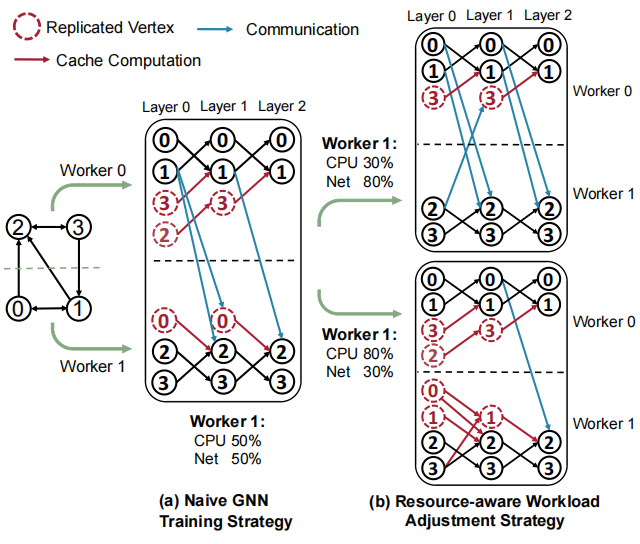 Replicated Vertex
Communication
Cache Computation
Layer 0 Layer 1 Layer 2
Worker 0
2 3
0 1
Worker 1
Layer 0 Layer 1 Layer 2
0 0 0
1 1 1
3 3
2
0 0
2 2 2
3 3 3
Worker 1:
CPU 50%
Net 50%
(a) Naive GNN
Training Strategy
Worker 1:
CPU 30%
Net 80%
0 0 0
1 1 1
3 3
Worker 0
Worker 1
2 2 2
3 3 3
Worker 1:
CPU 80%
Net 30%
0 0 0
1 1 1
3 3
2
Worker 0
0
1 1
2 2 2
3 3 3
Worker 1
(b) Resource-aware Workload
Adjustment Strategy